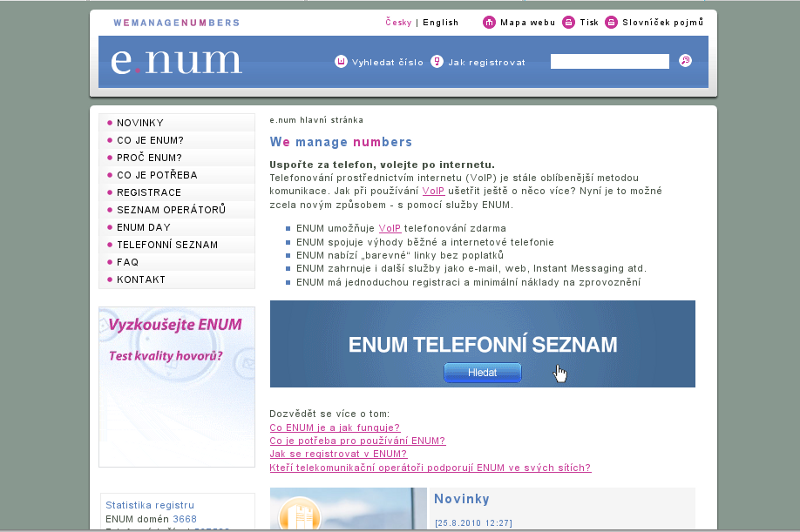 WEMANAGENUMBERS
Česky | English
Mapa webu
Tisk
Slovníček pojmů
e.num
Vyhledat číslo
Jak registrovat
NOVINKY
CO JE ENUM?
PROČ ENUM?
CO JE POTŘEBA
REGISTRACE
SEZNAM OPERÁTORŮ
ENUM DAY
TELEFONNÍ SEZNAM
FAQ
KONTAKT
Vyzkoušejte ENUM
Test kvality hovorů?
Statistika registru
ENUM domén 3668
e.num hlavní stránka
We manage numbers
Uspořte za telefon, volejte po internetu.
Telefonování prostřednictvím internetu (VoIP) je stále oblíbenější metodou
komunikace. Jak při používání VoIP ušetřit ještě o něco více? Nyní je to možné
zcela novým způsobem - s pomocí služby ENUM.
ENUM umožňuje VoIP telefonování zdarma
ENUM spojuje výhody běžné a internetové telefonie
ENUM nabízí „barevné“ linky bez poplatků
ENUM zahrnuje i další služby jako e-mail, web, Instant Messaging atd.
ENUM má jednoduchou registraci a minimální náklady na zprovoznění
ENUM TELEFONNÍ SEZNAM
Hledat
Dozvědět se více o tom:
Co ENUM je a jak funguje?
Co je potřeba pro používání ENUM?
Jak se registrovat v ENUM?
Kteří telekomunikační operátoři podporují ENUM ve svých sítích?
Novinky
[25.8.2010 12:27]